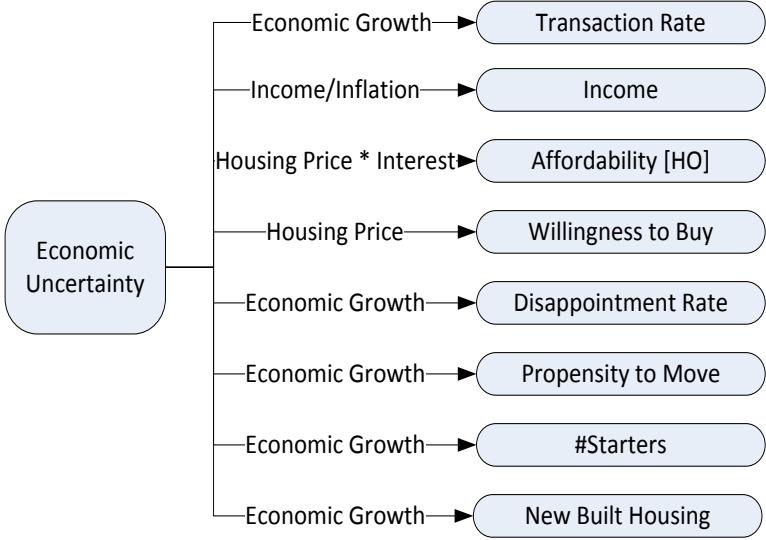 Economic Growth Transaction Rate
Income/Inflation Income
Housing Price * Interest Affordability [HO]
Housing Price Willingness to Buy
Economic
Uncertainty
Economic Growth Disappointment Rate
Economic Growth Propensity to Move
Economic Growth #Starters
Economic Growth New Built Housing